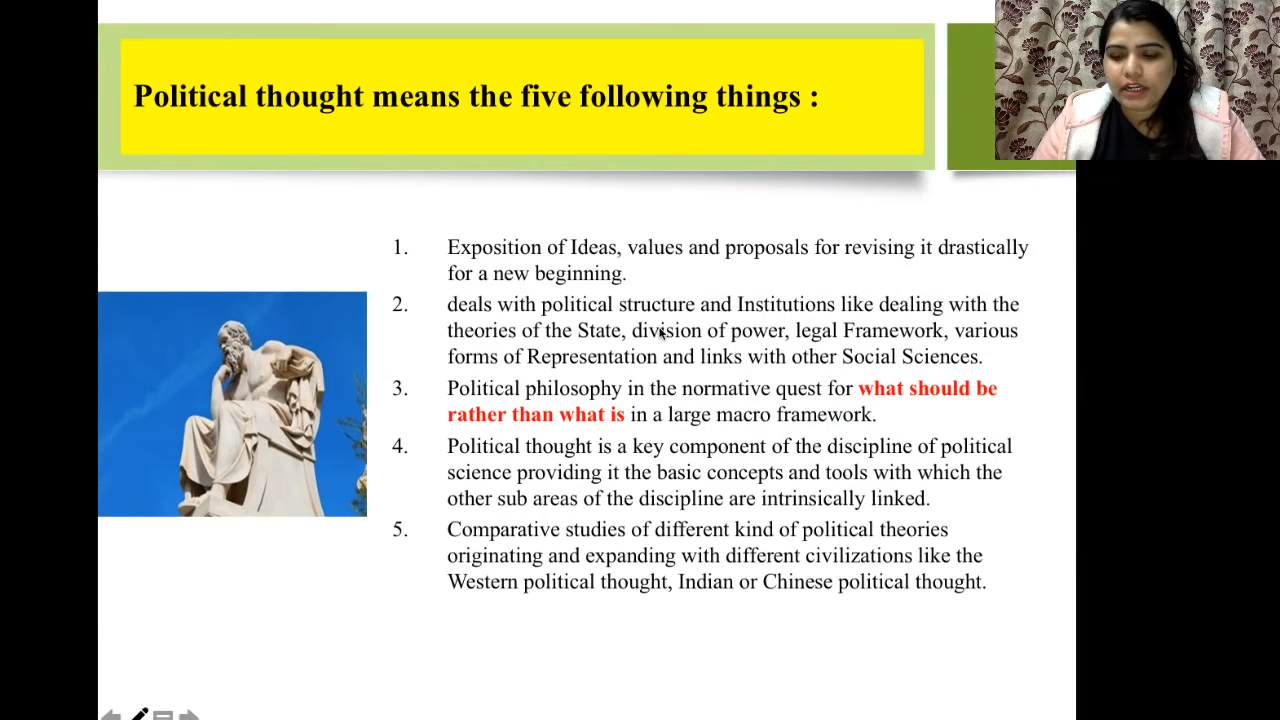 Political thought means the five following things :
1. Exposition of Ideas, values and proposals for revising it drastically
for a new beginning.
2. deals with political structure and Institutions like dealing with the
theories of the State, division of power, legal Framework, various
forms of Representation and links with other Social Sciences.
3. Political philosophy in the normative quest for what should be
rather than what is in a large macro framework.
4. Political thought is a key component of the discipline of political
science providing it the basic concepts and tools with which the
other sub areas of the discipline are intrinsically linked.
5. Comparative studies of different kind of political theories
originating and expanding with different civilizations like the
Western political thought, Indian or Chinese political thought.